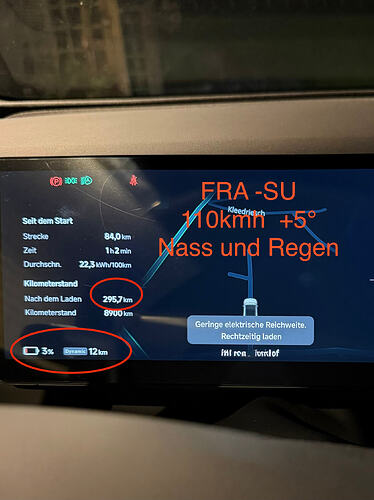 FRA -SU
110kmh +5°
Nass und Regen
Kleedriesch
Seit dem Start
Strecke 84,0 km
Zeit 1 h 2 min
Durchschn. 22,3 kWh/100km
Kilometerstand
Nach dem Laden 295,7 km
Kilometerstand 8900 km
Geringe elektrische Reichweite.
Rechtzeitig laden
3% Dynamic 12 km